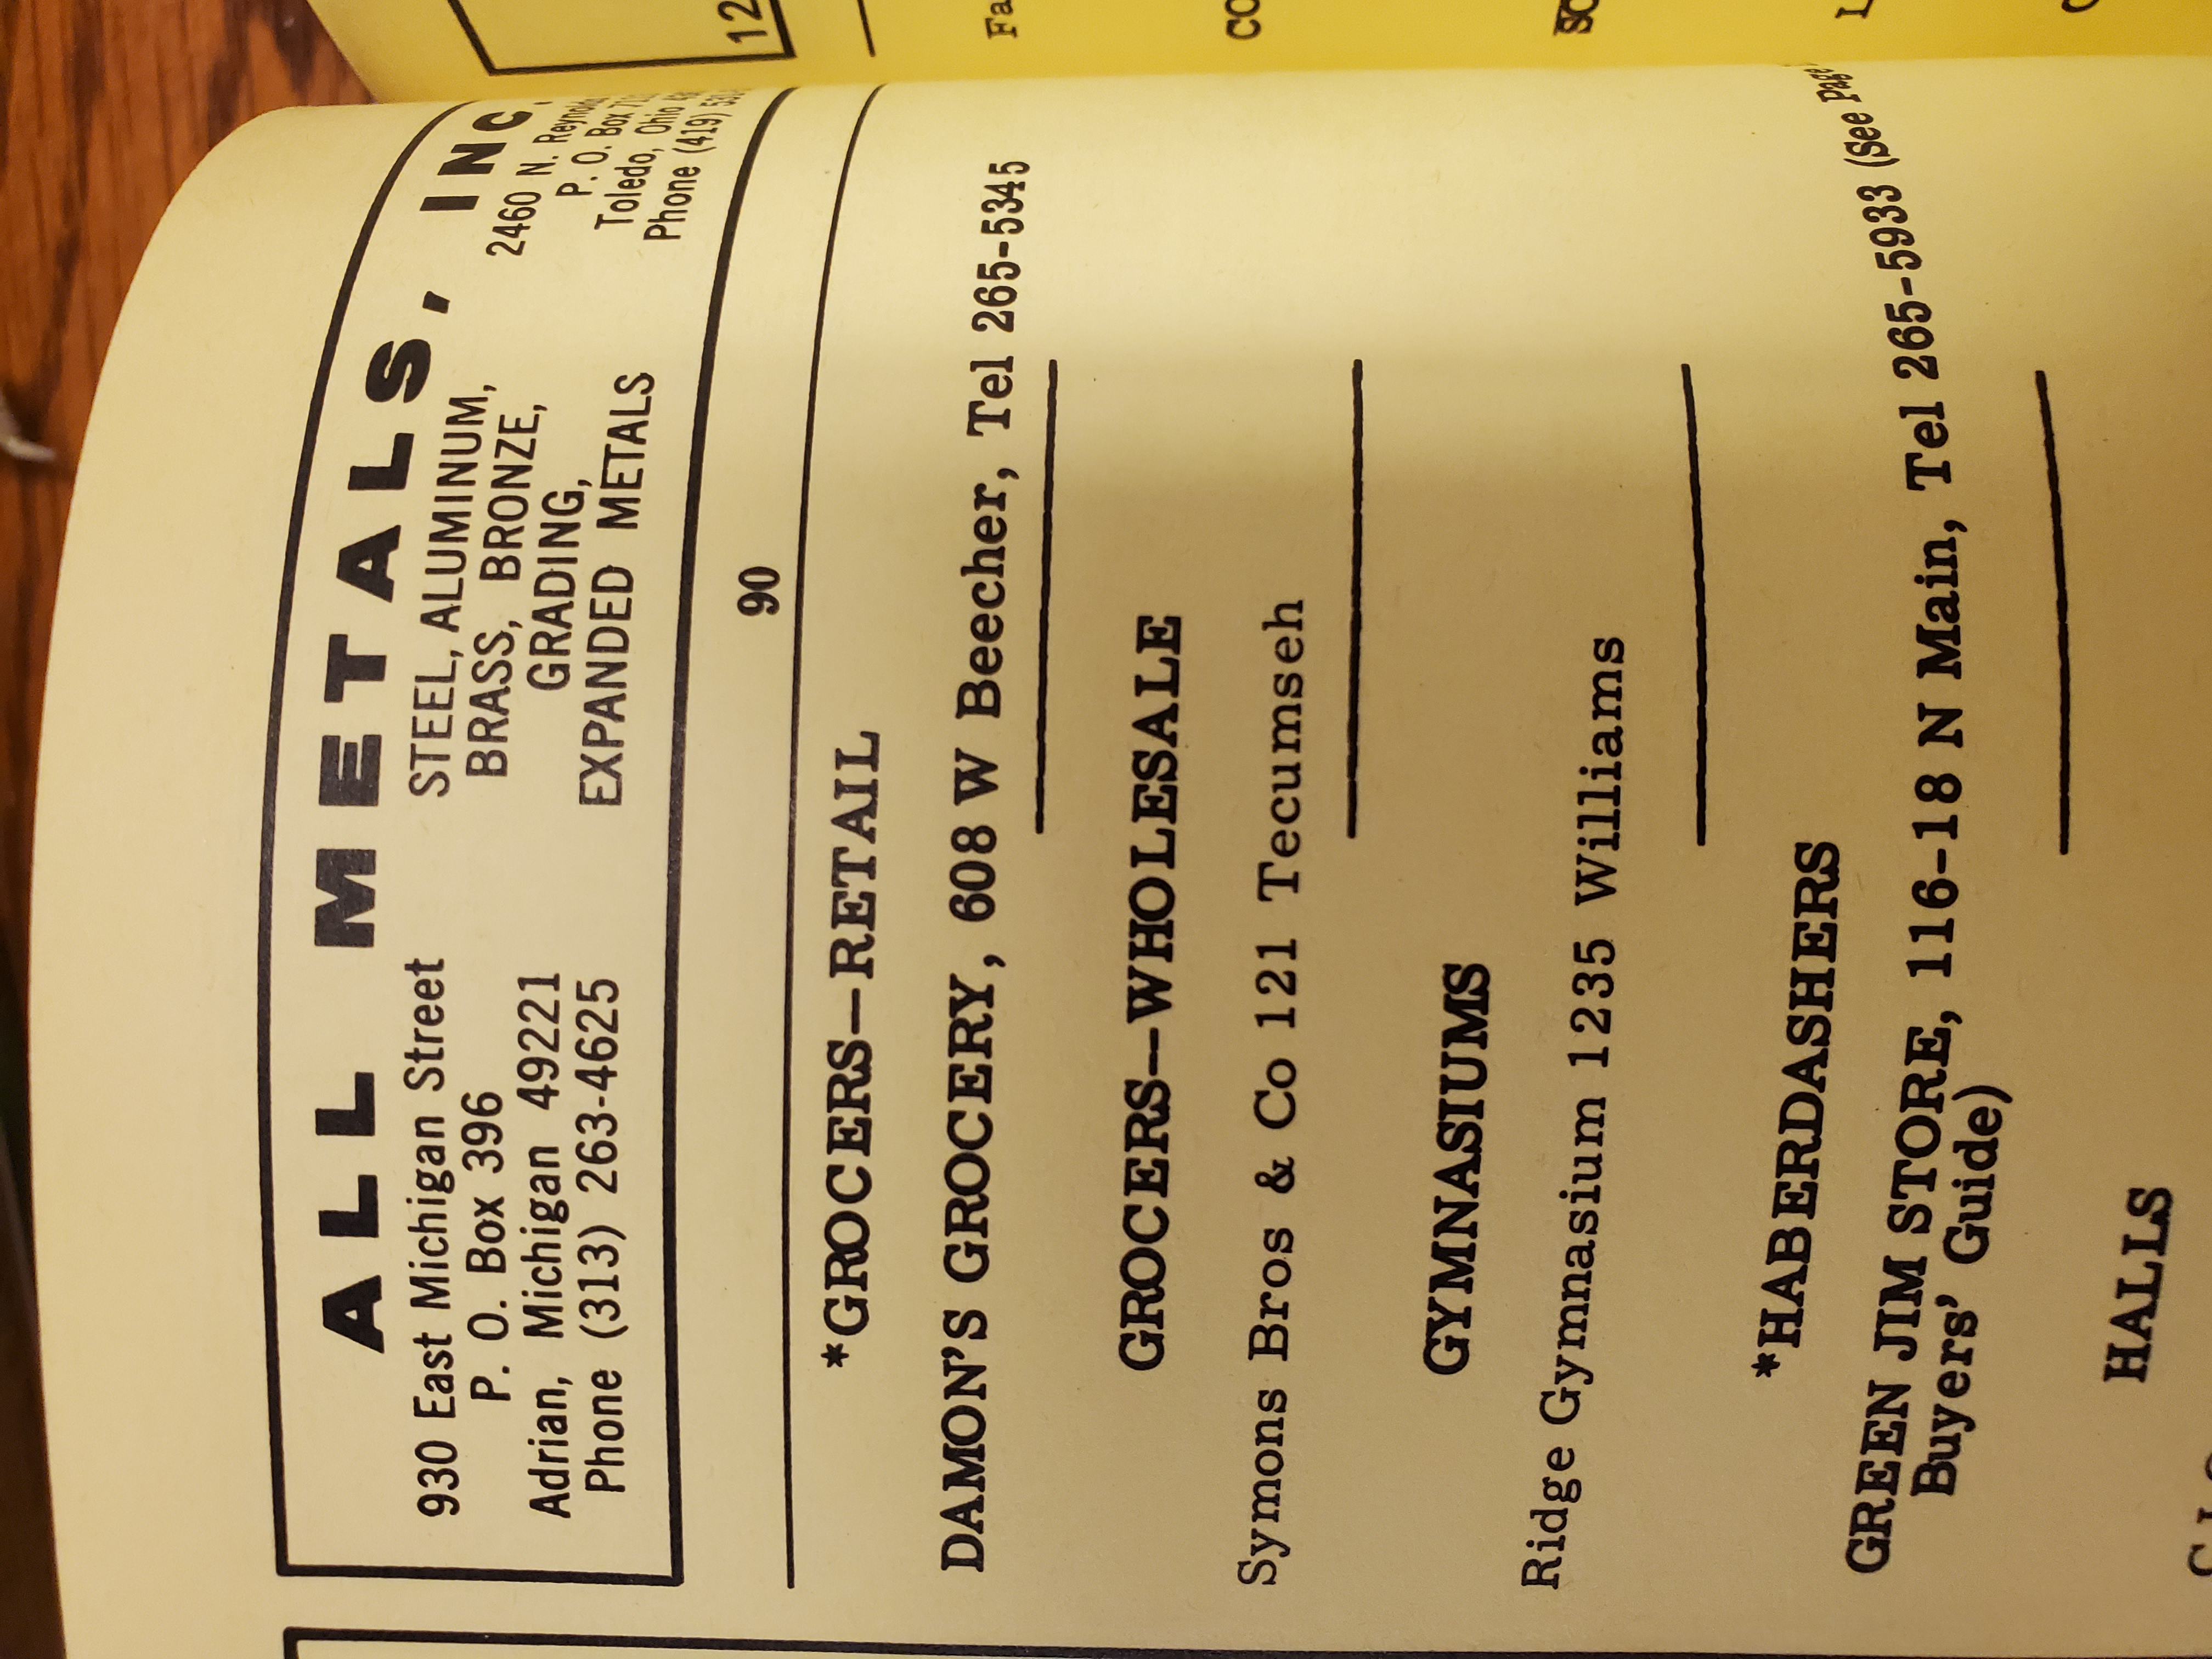 ALL METALS, INC.
930 East Michigan Street
P. O. Box 396
Adrian, Michigan 49221
Phone (313) 263-4625
STEEL, ALUMINUM,
BRASS, BRONZE,
GRADING,
EXPANDED METALS
2460 N.
P. O. Box
Toledo, Ohio
Phone (419)
90
*GROCERS—RETAIL
DAMON'S GROCERY, 608 W Beecher, Tel 265-5345
GROCERS—WHOLESALE
Symons Bros & Co 121 Tecumseh
GYMNASIUMS
Ridge Gymnasium 1235 Williams
*HABERDASHERS
GREEN JIM STORE, 116-18 N Main, Tel 265-5933 (See Page
Buyers' Guide)
HALLS
12